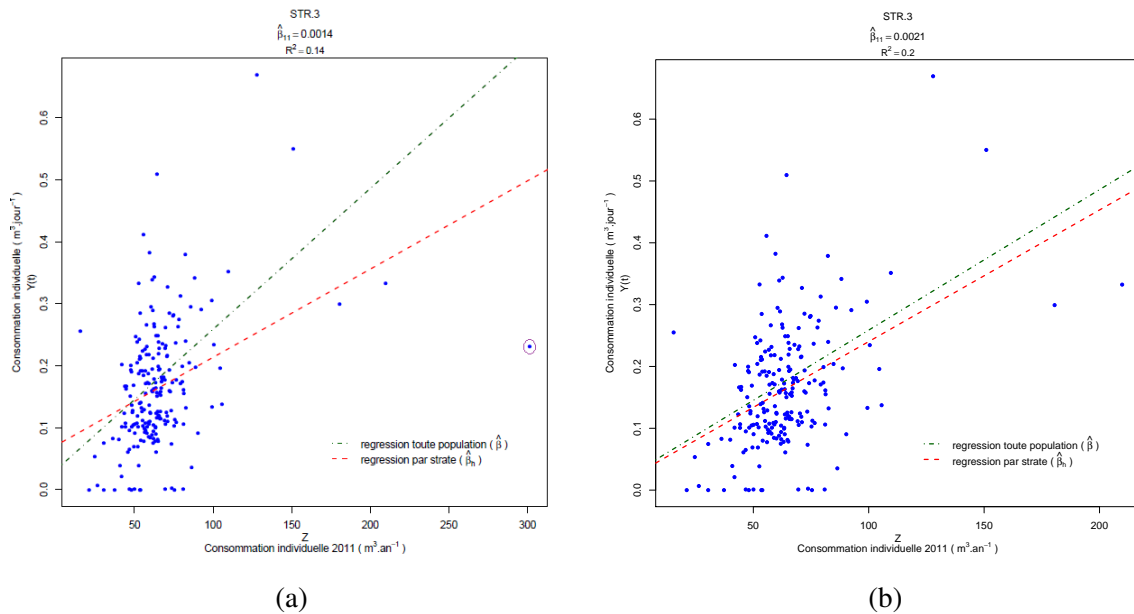 STR.3
β̂₁₁ = 0.0014
R² = 0.14
Consommation individuelle ( m³.jour⁻¹ )
Y(t)
0.0 0.1 0.2 0.3 0.4 0.5 0.6
regression toute population ( β̂ )
regression par strate ( β̂ₕ )
50 100 150 200 250 300
Z
Consommation individuelle 2011 ( m³.an⁻¹ )
(a)
STR.3
β̂₁₁ = 0.0021
R² = 0.2
Consommation individuelle ( m³.jour⁻¹ )
Y(t)
0.0 0.1 0.2 0.3 0.4 0.5 0.6
regression toute population ( β̂ )
regression par strate ( β̂ₕ )
50 100 150 200
Z
Consommation individuelle 2011 ( m³.an⁻¹ )
(b)